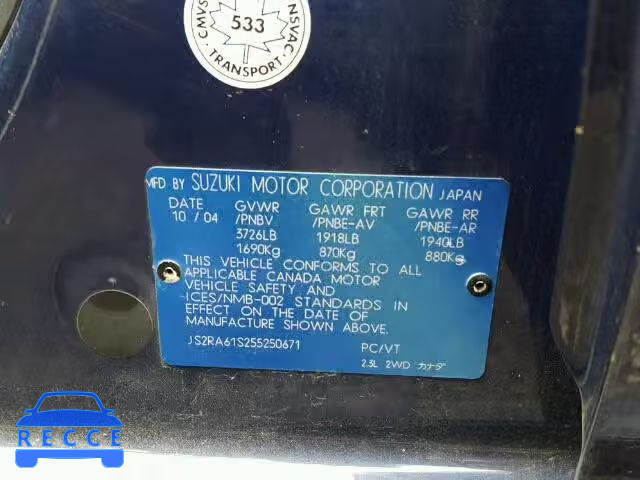 CMVS NSVAC
533
TRANSPORT
MFD BY SUZUKI MOTOR CORPORATION JAPAN
DATE GVWR GAWR FRT GAWR RR
10 / 04 /PNBV /PNBE-AV /PNBE-AR
3726LB 1918LB 1940LB
1690Kg 870Kg 880Kg
THIS VEHICLE CONFORMS TO ALL
APPLICABLE CANADA MOTOR
VEHICLE SAFETY AND
ICES/NMB-002 STANDARDS IN
EFFECT ON THE DATE OF
MANUFACTURE SHOWN ABOVE.
JS2RA61S255250671 PC/VT
2.3L 2WD カナダ
RECCE